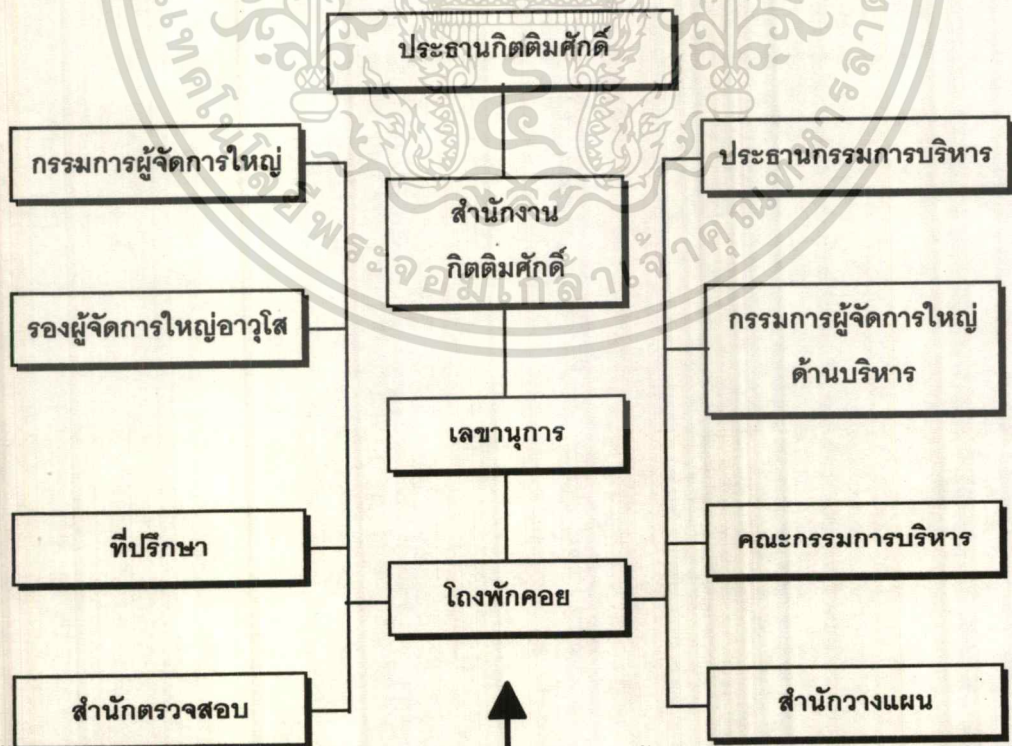 ประธานกิตติมศักดิ์
กรรมการผู้จัดการใหญ่
ประธานกรรมการบริหาร
สำนักงาน
กิตติมศักดิ์
รองผู้จัดการใหญ่อาวุโส
กรรมการผู้จัดการใหญ่
ด้านบริหาร
เลขานุการ
ที่ปรึกษา
คณะกรรมการบริหาร
โถงพักคอย
สำนักตรวจสอบ
สำนักวางแผน